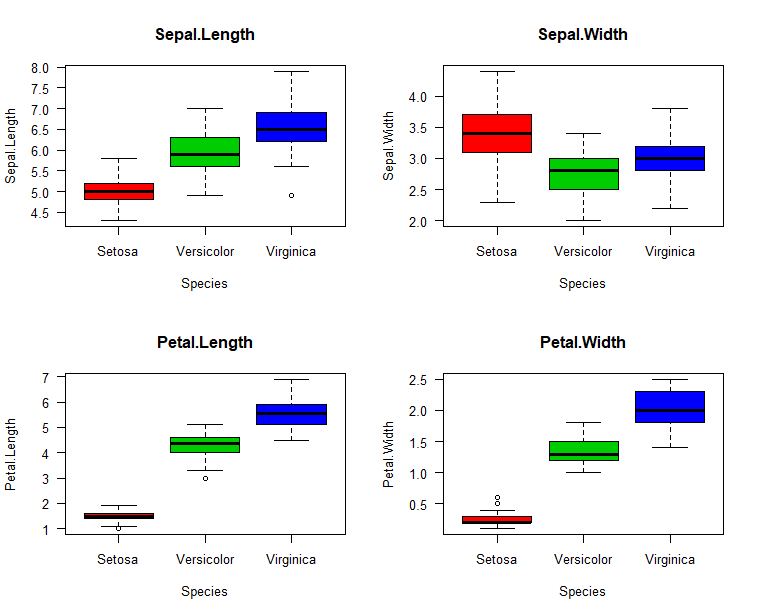 Sepal.Length
Sepal.Length
8.0
7.5
7.0
6.5
6.0
5.5
5.0
4.5
Setosa Versicolor Virginica
Species
Sepal.Width
Sepal.Width
4.0
3.5
3.0
2.5
2.0
Setosa Versicolor Virginica
Species
Petal.Length
Petal.Length
7
6
5
4
3
2
1
Setosa Versicolor Virginica
Species
Petal.Width
Petal.Width
2.5
2.0
1.5
1.0
0.5
Setosa Versicolor Virginica
Species